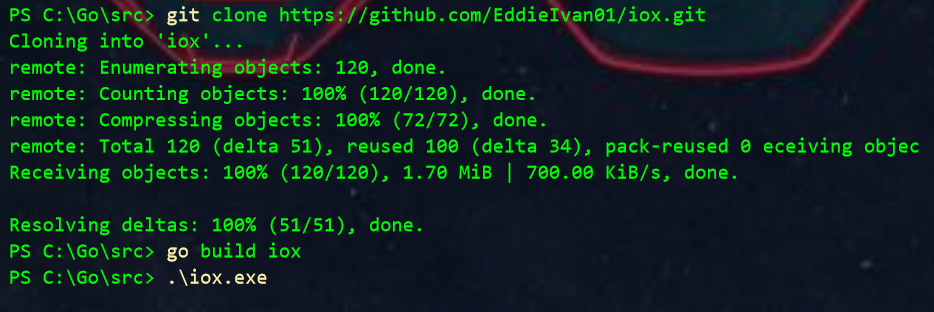 PS C:\Go\src> git clone https://github.com/EddieIvan01/iox.git
Cloning into 'iox'...
remote: Enumerating objects: 120, done.
remote: Counting objects: 100% (120/120), done.
remote: Compressing objects: 100% (72/72), done.
remote: Total 120 (delta 51), reused 100 (delta 34), pack-reused 0 eceiving objec
Receiving objects: 100% (120/120), 1.70 MiB | 700.00 KiB/s, done.
Resolving deltas: 100% (51/51), done.
PS C:\Go\src> go build iox
PS C:\Go\src> .\iox.exe